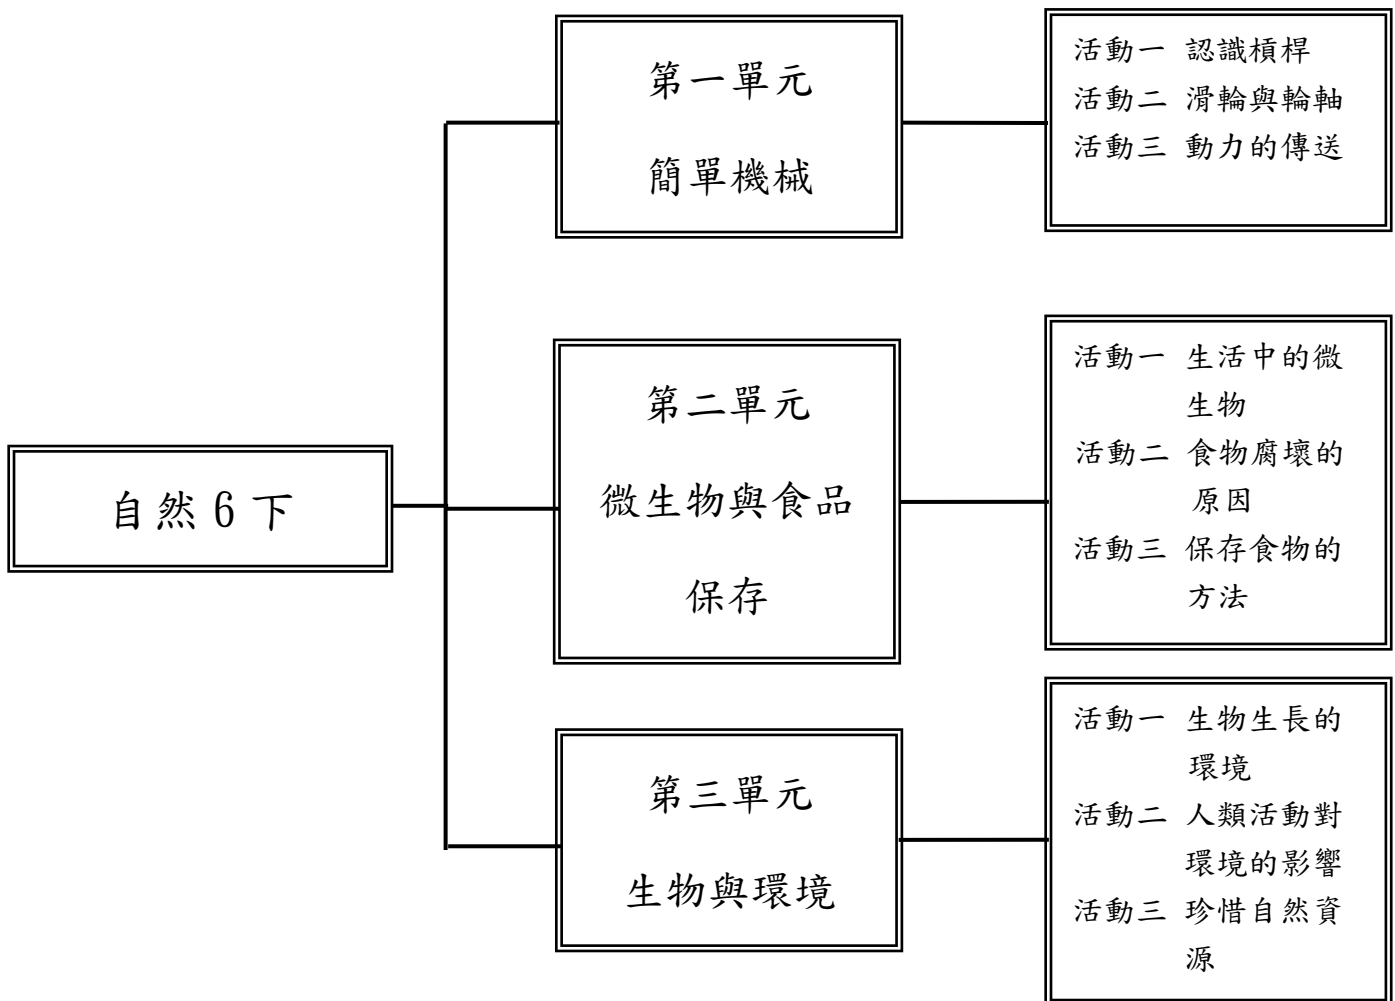 自然 6 下
第一單元
簡單機械
活動一 認識槓桿
活動二 滑輪與輪軸
活動三 動力的傳送
第二單元
微生物與食品
保存
活動一 生活中的微
生物
活動二 食物腐壞的
原因
活動三 保存食物的
方法
第三單元
生物與環境
活動一 生物生長的
環境
活動二 人類活動對
環境的影響
活動三 珍惜自然資
源